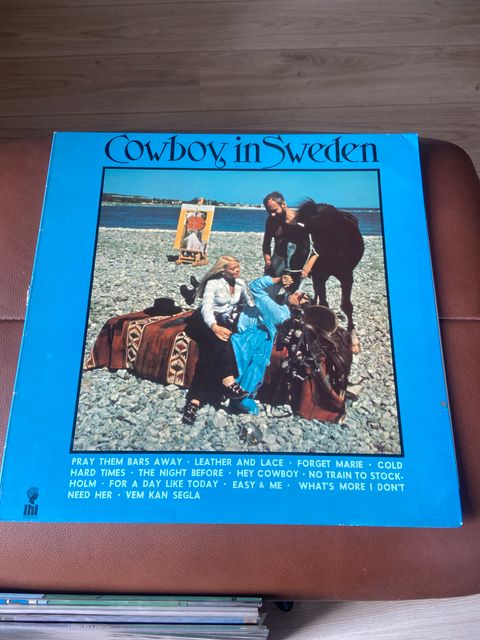 Cowboy in Sweden
PRAY THEM BARS AWAY · LEATHER AND LACE · FORGET MARIE · COLD
HARD TIMES · THE NIGHT BEFORE · HEY COWBOY · NO TRAIN TO STOCK-
HOLM · FOR A DAY LIKE TODAY · EASY & ME · WHAT'S MORE I DON'T
NEED HER · VEM KAN SEGLA
lhi